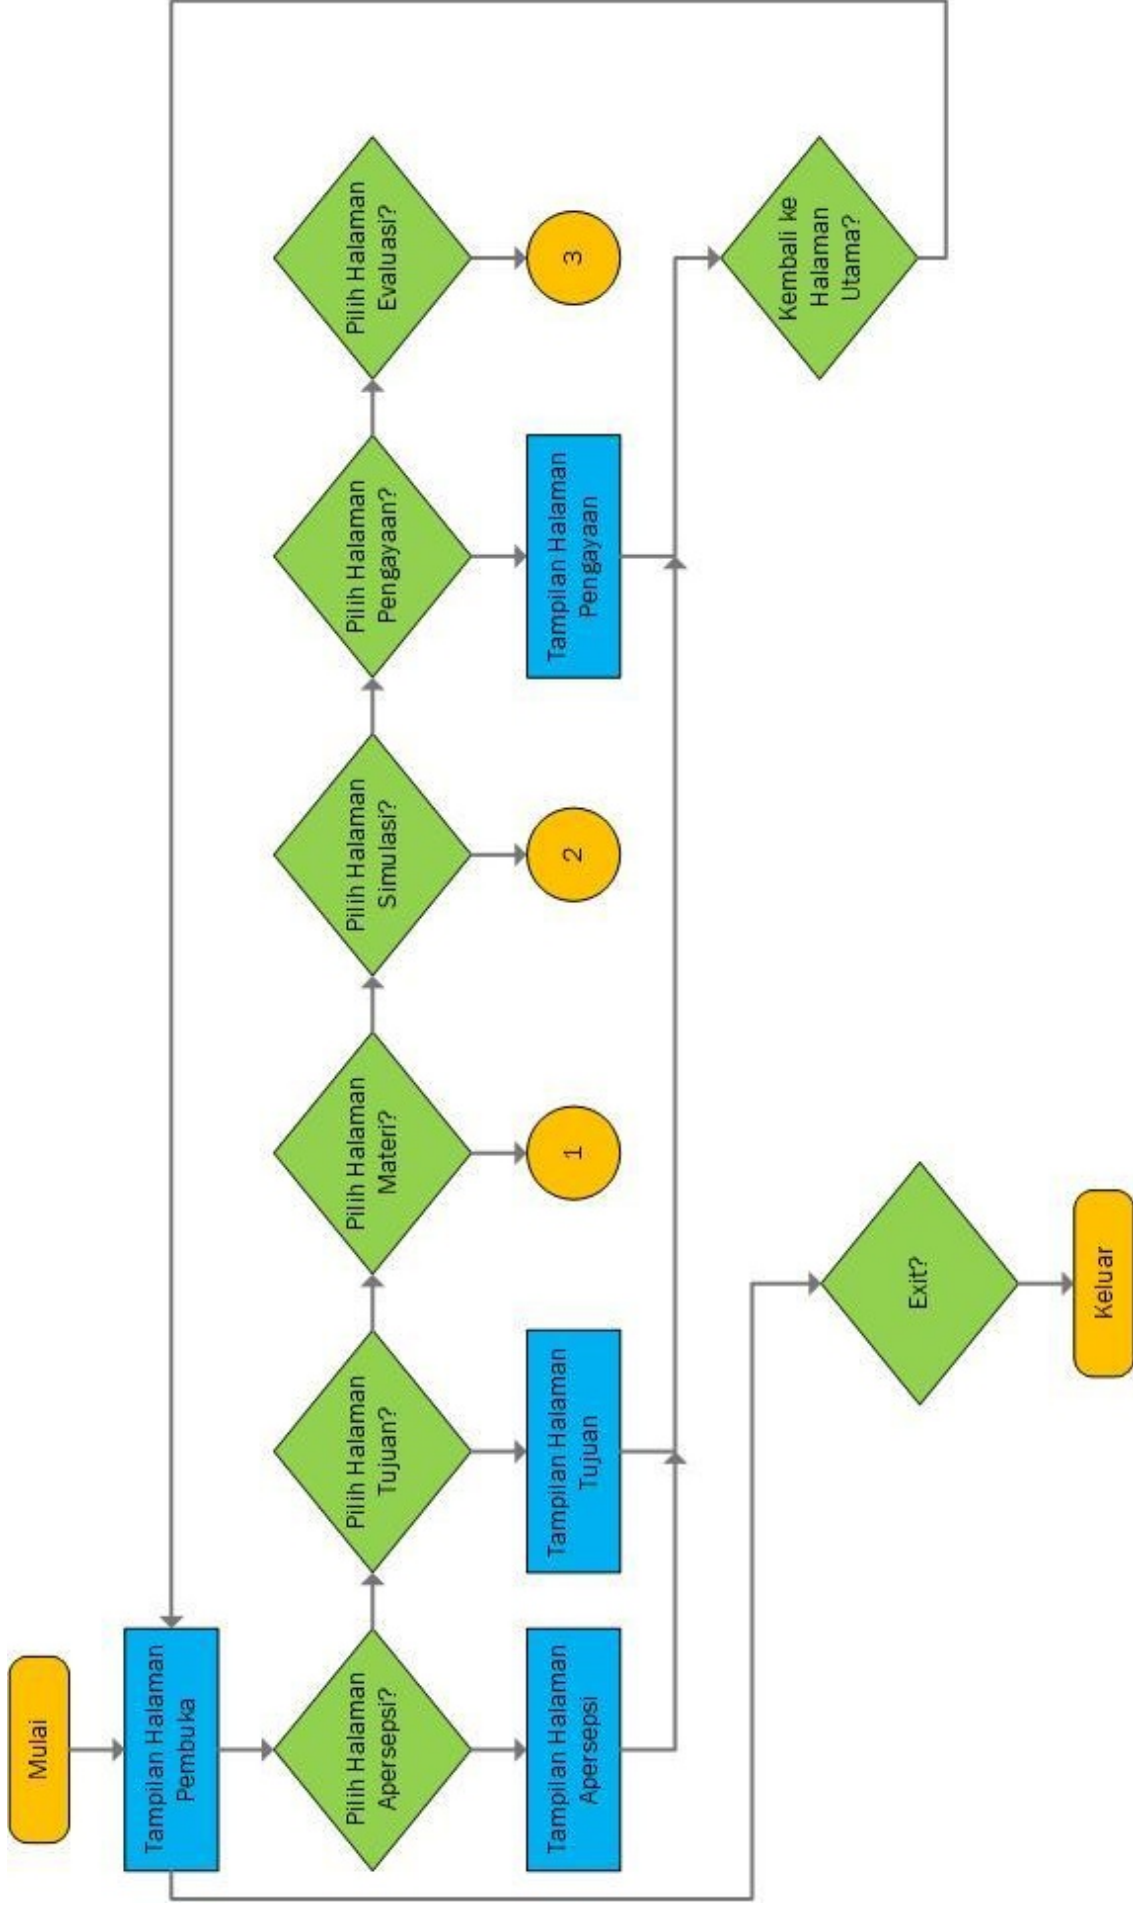 Mulai
Tampilan Halaman
Pembuka
Pilih Halaman
Apersepsi?
Pilih Halaman
Tujuan?
Pilih Halaman
Materi?
Pilih Halaman
Simulasi?
Pilih Halaman
Pengayaan?
Pilih Halaman
Evaluasi?
Tampilan Halaman
Apersepsi
Tampilan Halaman
Tujuan
1
2
Tampilan Halaman
Pengayaan
3
Kembali ke
Halaman
Utama?
Exit?
Keluar